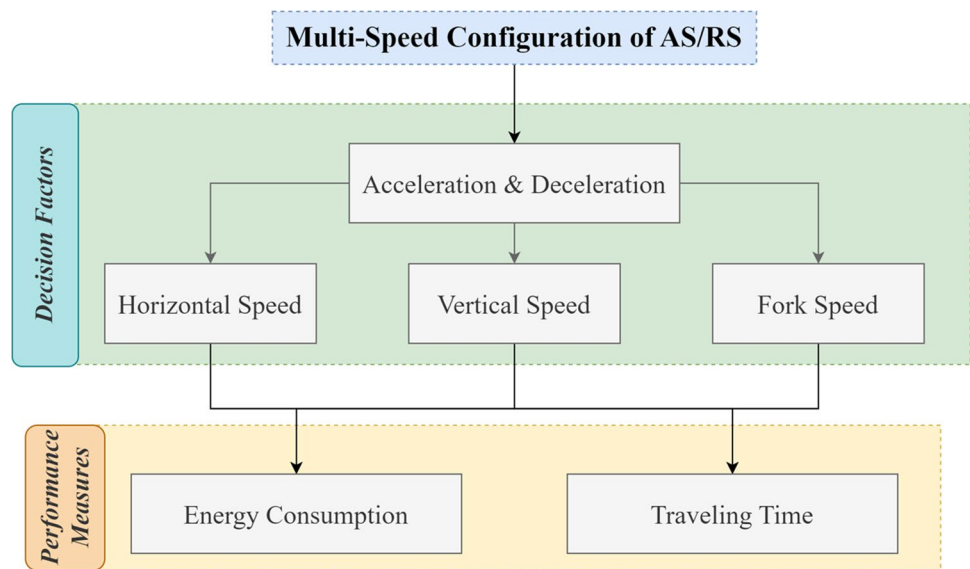 Multi-Speed Configuration of AS/RS
Decision Factors
Acceleration & Deceleration
Horizontal Speed
Vertical Speed
Fork Speed
Performance
Measures
Energy Consumption
Traveling Time